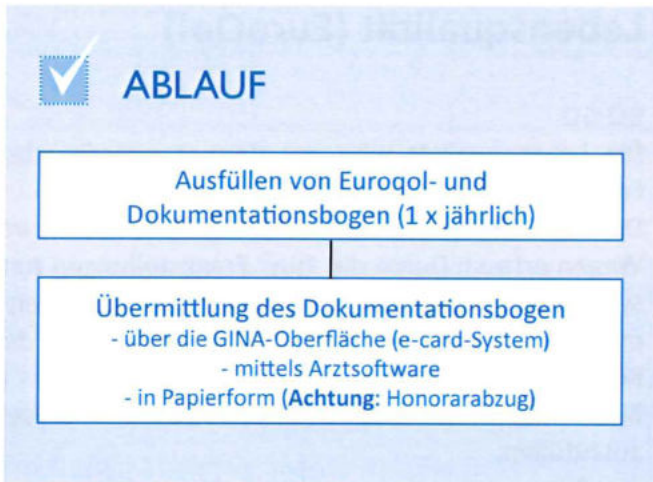 ABLAUF
Ausfüllen von Euroqol- und
Dokumentationsbogen (1 x jährlich)
Übermittlung des Dokumentationsbogen
- über die GINA-Oberfläche (e-card-System)
- mittels Arztsoftware
- in Papierform (Achtung: Honorarabzug)